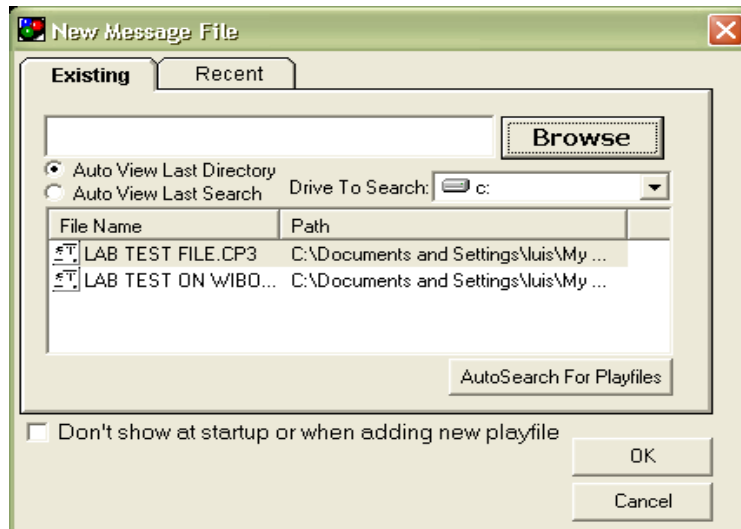 New Message File
Existing
Recent
Browse
Auto View Last Directory
Auto View Last Search
Drive To Search:
c:
File Name Path
LAB TEST FILE.CP3 C:\Documents and Settings\luis\My ...
LAB TEST ON WIBO... C:\Documents and Settings\luis\My ...
AutoSearch For Playfiles
Don't show at startup or when adding new playfile
OK
Cancel